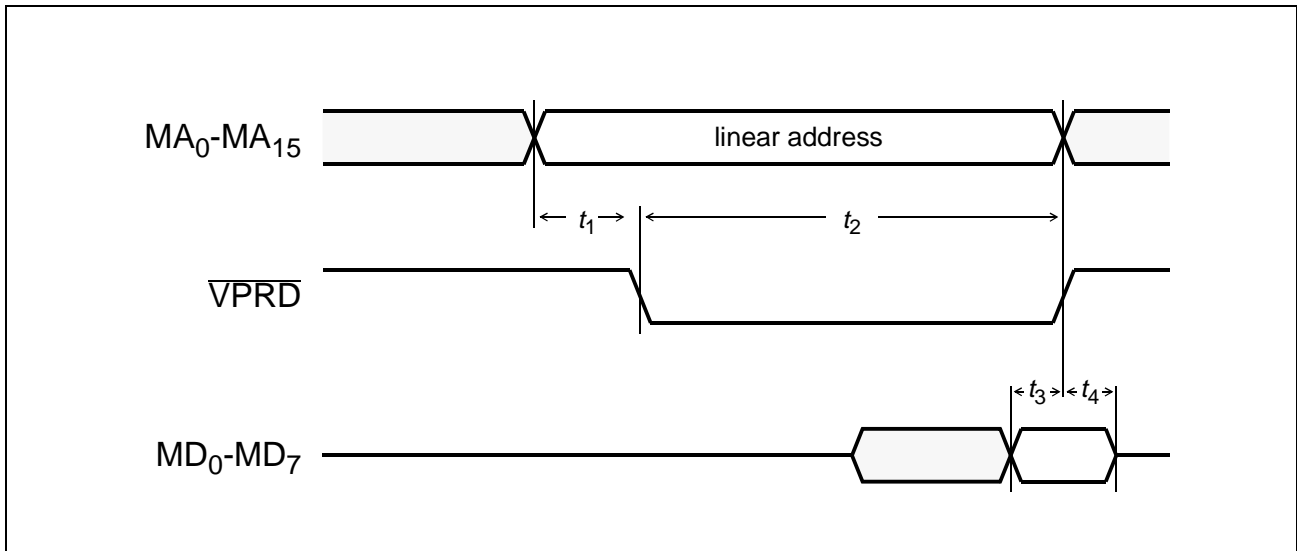 MA0-MA15
linear address
t1
t2
VPRD
t3
t4
MD0-MD7